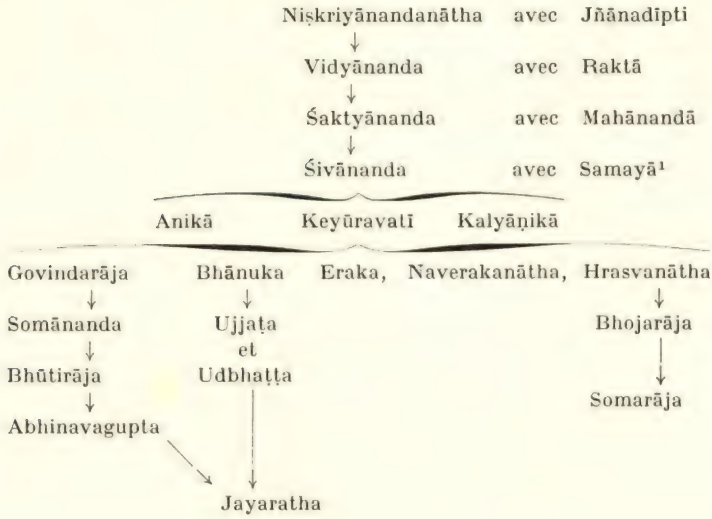 Niṣkriyānandanātha avec Jñānadīpti
↓
Vidyānanda avec Raktā
↓
Śaktyānanda avec Mahānandā
↓
Śivānanda avec Samayā¹
Anikā Keyūravatī Kalyāṇikā
Govindarāja Bhānuka Eraka, Naverakanātha, Hrasvanātha
↓ ↓ ↓
Somānanda Ujjaṭa Bhojarāja
↓ et ↓
Bhūtirāja Udbhaṭṭa
↓ ↓ Somarāja
Abhinavagupta
↘
Jayaratha